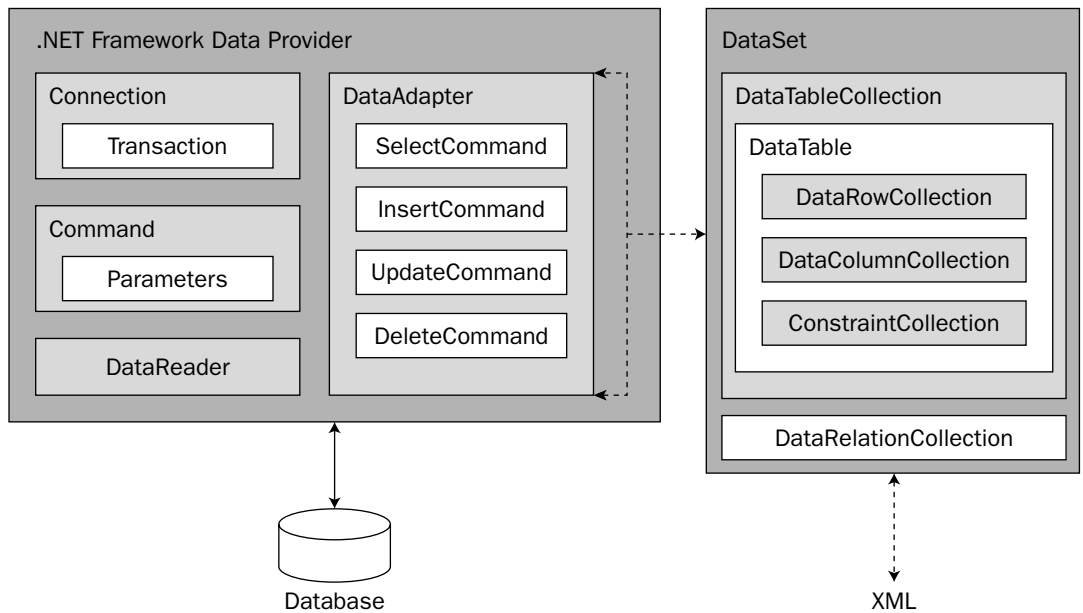 .NET Framework Data Provider
Connection
Transaction
Command
Parameters
DataReader
DataAdapter
SelectCommand
InsertCommand
UpdateCommand
DeleteCommand
Database
DataSet
DataTableCollection
DataTable
DataRowCollection
DataColumnCollection
ConstraintCollection
DataRelationCollection
XML